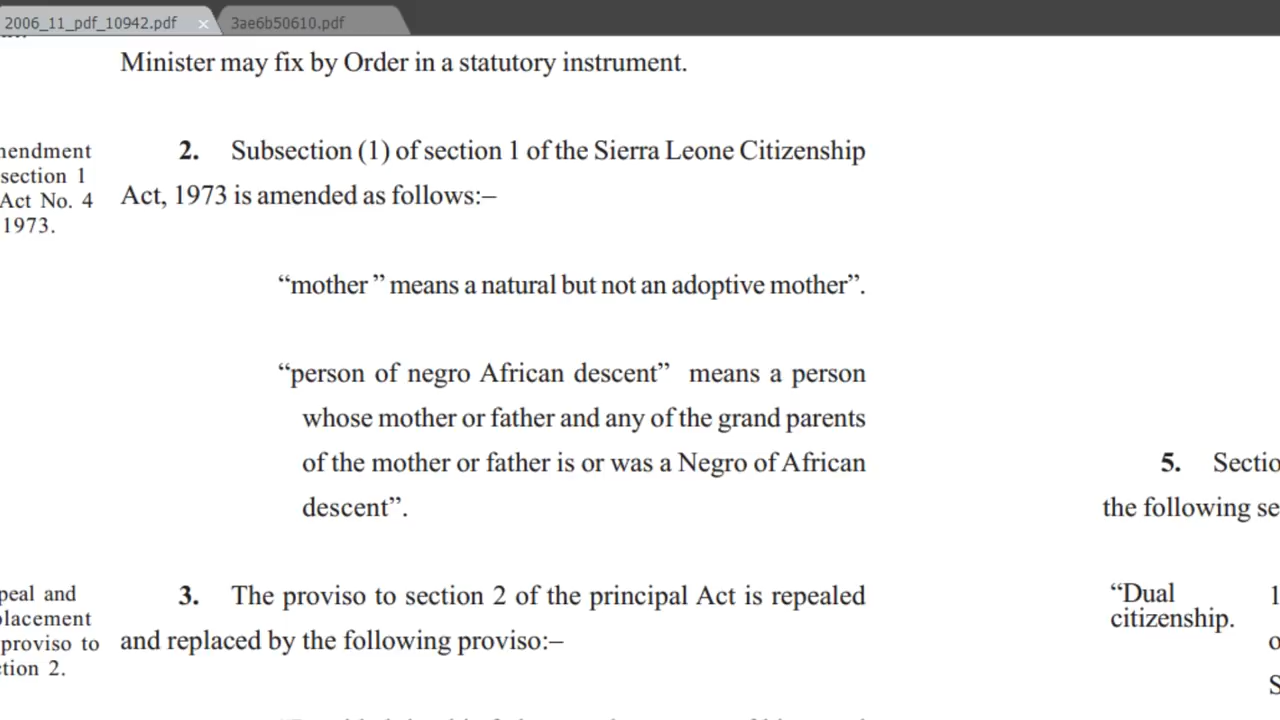 2006_11_pdf_10942.pdf × 3ae6b50610.pdf
Minister may fix by Order in a statutory instrument.
mendment
section 1
Act No. 4
1973.
2. Subsection (1) of section 1 of the Sierra Leone Citizenship
Act, 1973 is amended as follows:–
“mother ” means a natural but not an adoptive mother”.
“person of negro African descent” means a person
whose mother or father and any of the grand parents
of the mother or father is or was a Negro of African
descent”.
peal and
placement
proviso to
ction 2.
3. The proviso to section 2 of the principal Act is repealed
and replaced by the following proviso:–
5. Sectio
the following se
“Dual
citizenship.
1
o
S